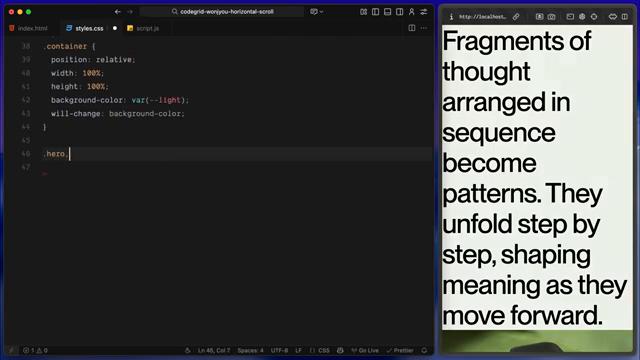 codegrid-wonjyou-horizontal-scroll
index.html
styles.css
script.js
http://localhost...
38 .container {
39 position: relative;
40 width: 100%;
41 height: 100%;
42 background-color: var(--light);
43 will-change: background-color;
44 }
45
46 .hero,
47
Fragments of
thought
arranged in
sequence
become
patterns. They
unfold step by
step, shaping
meaning as they
move forward.
1 0
Ln 45, Col 7
Spaces: 4
UTF-8
LF
CSS
Go Live
Prettier